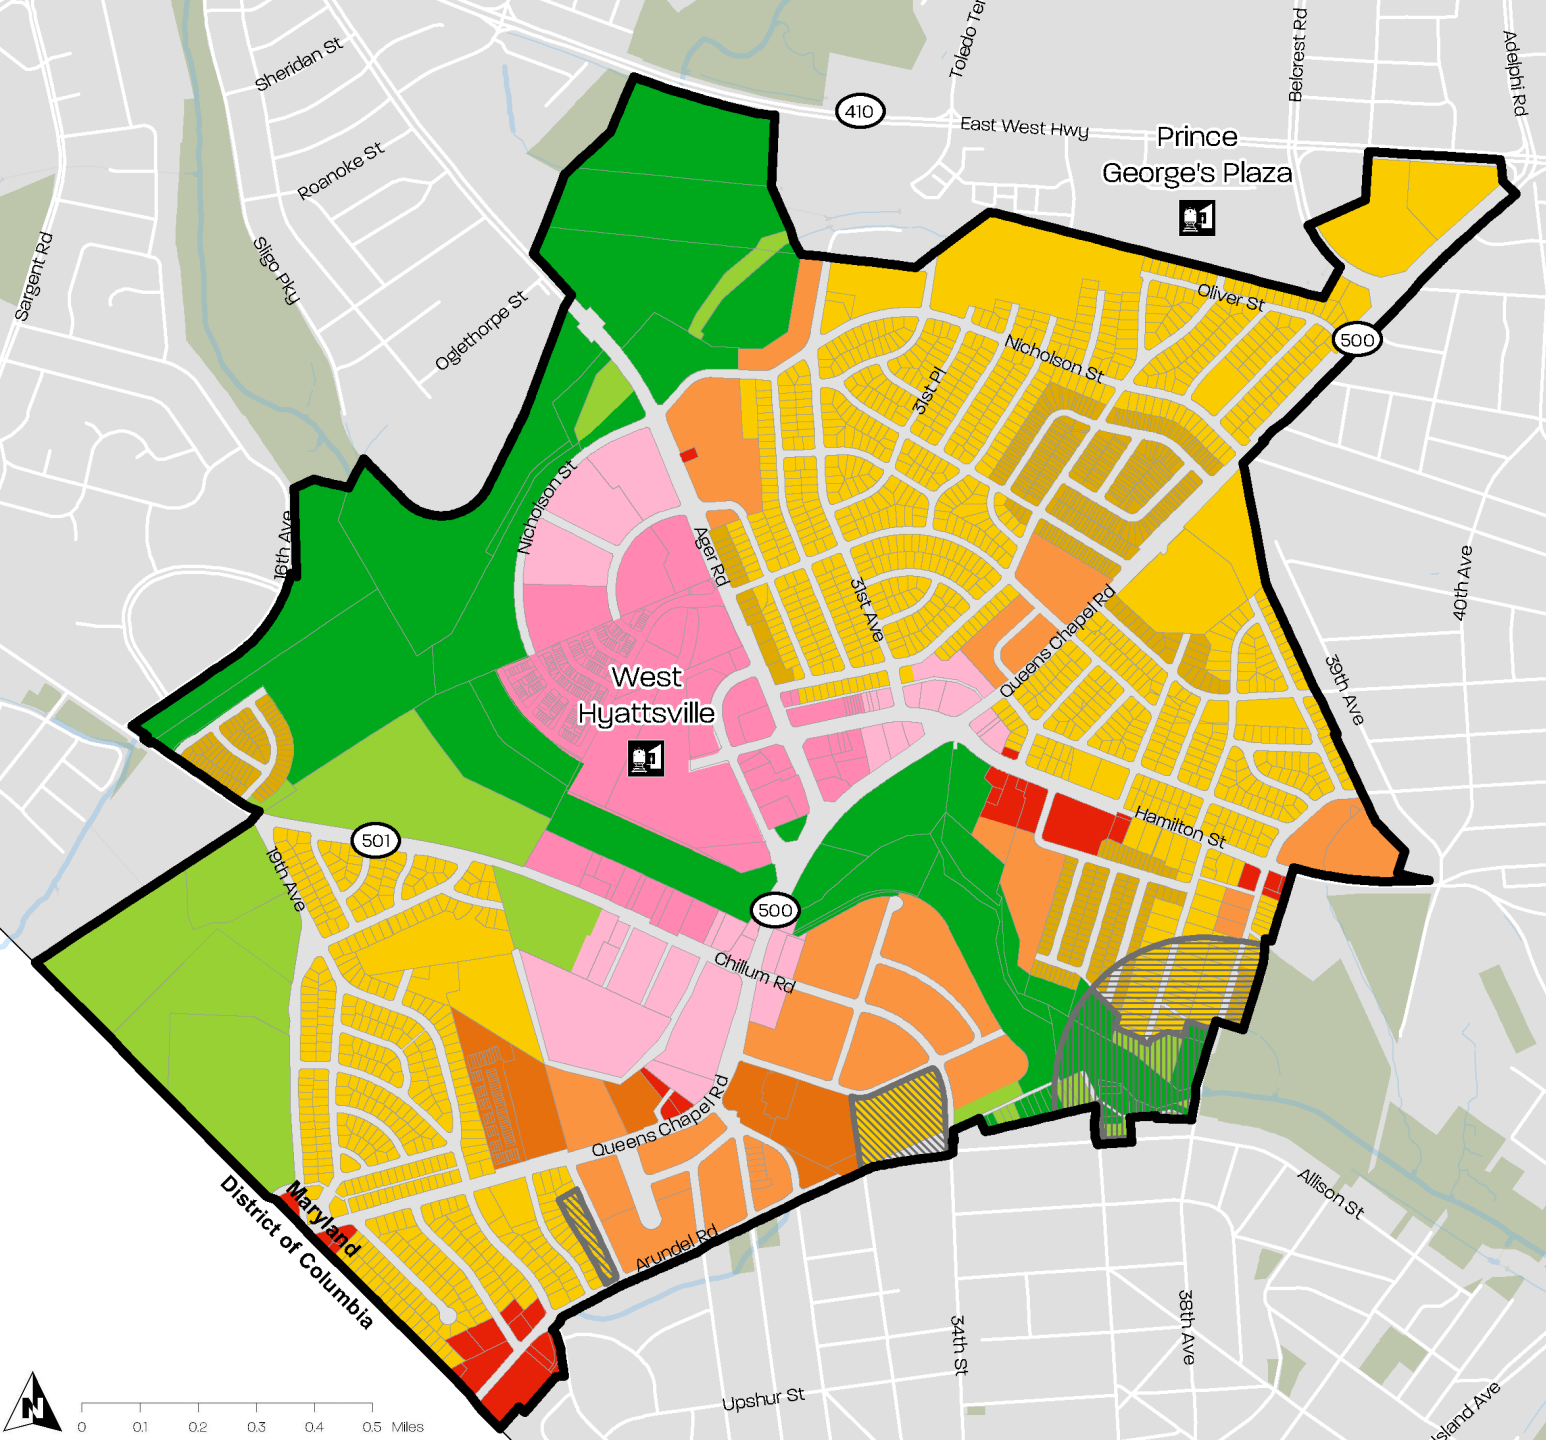 Toledo Ter
Belcrest Rd
Adelphi Rd
Sheridan St
410
East West Hwy
Prince
George's Plaza
Roanoke St
Sargent Rd
Sligo Pky
Oglethorpe St
Oliver St
500
Nicholson St
31st Pl
Nicholson St
16th Ave
Ager Rd
31st Ave
40th Ave
Queens Chapel Rd
39th Ave
West
Hyattsville
501
Hamilton St
19th Ave
500
Chillum Rd
Queens Chapel Rd
Allison St
Maryland
District of Columbia
Arundel Rd
34th St
38th Ave
Upshur St
Island Ave
N
0 0.1 0.2 0.3 0.4 0.5 Miles